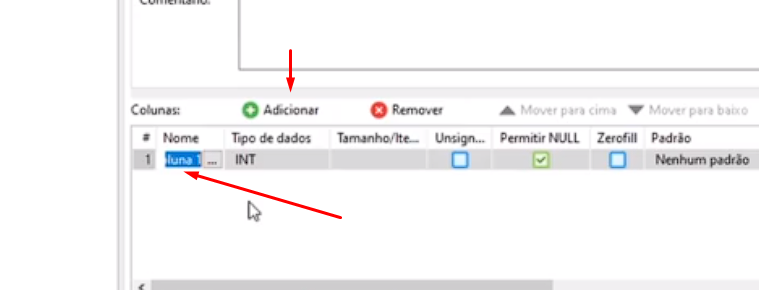 Comentário:
Colunas: Adicionar Remover Mover para cima Mover para baixo
# Nome Tipo de dados Tamanho/Ite... Unsign... Permitir NULL Zerofill Padrão
1 luna 1 ... INT Nenhum padrão